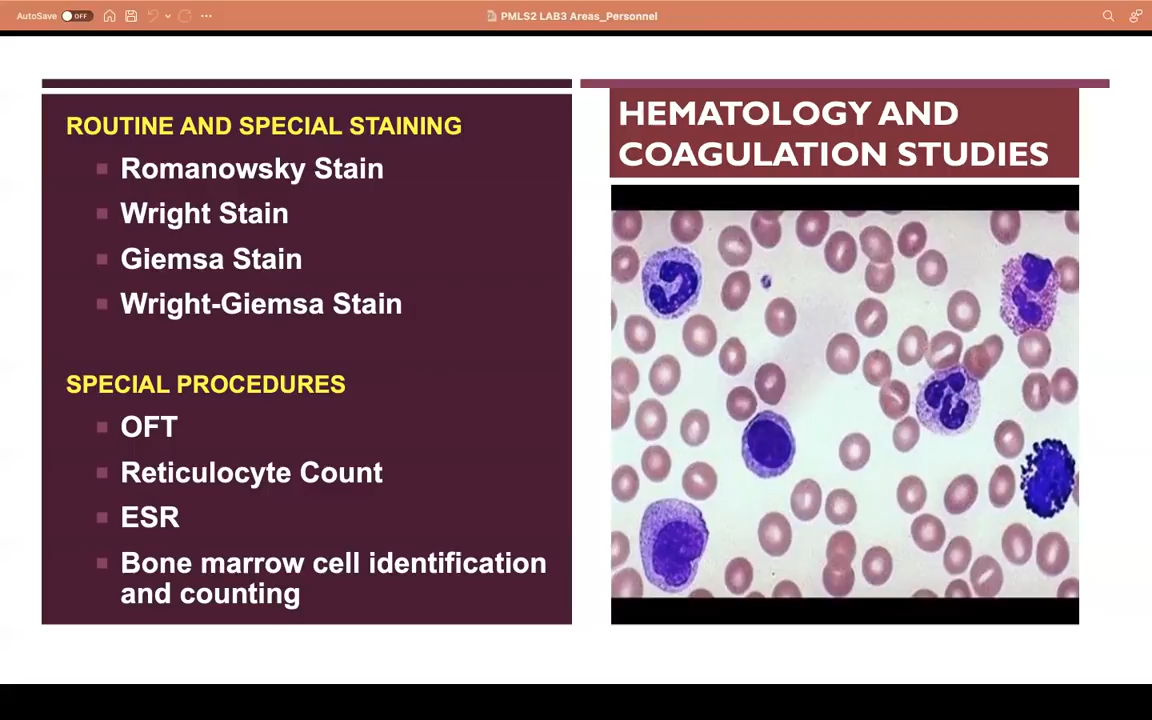 AutoSave OFF
PMLS2 LAB3 Areas_Personnel
ROUTINE AND SPECIAL STAINING
Romanowsky Stain
Wright Stain
Giemsa Stain
Wright-Giemsa Stain
SPECIAL PROCEDURES
OFT
Reticulocyte Count
ESR
Bone marrow cell identification
and counting
HEMATOLOGY AND
COAGULATION STUDIES